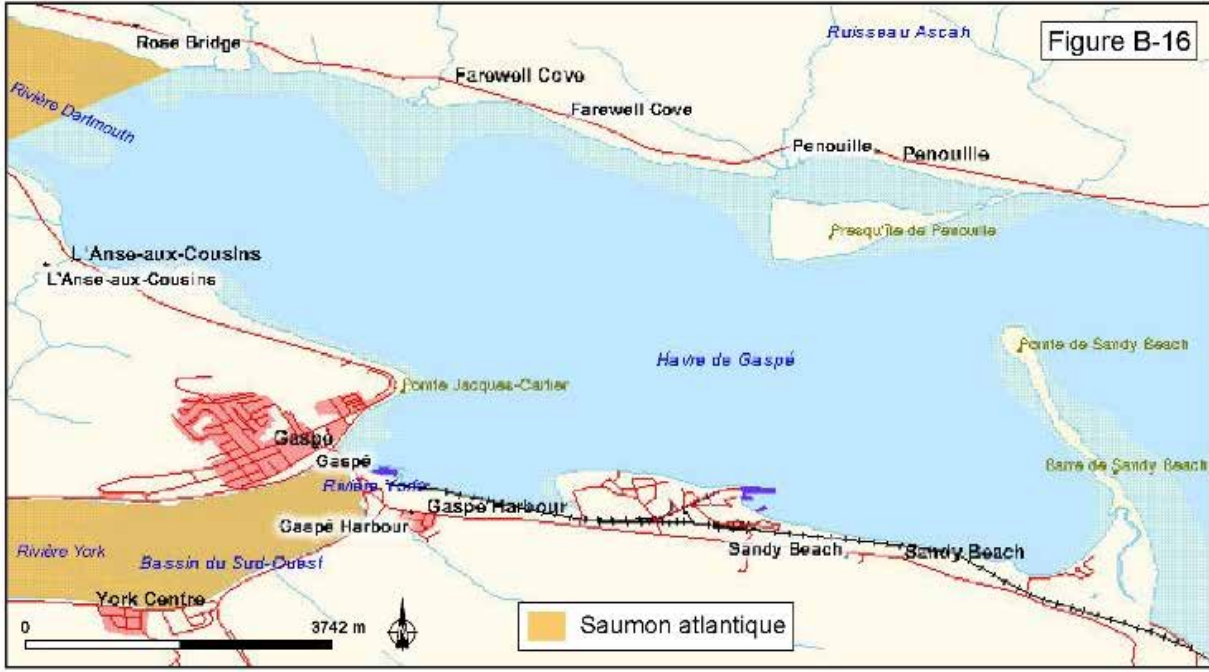 Figure B-16
Ruisseau Ascah
Rose Bridge
Farewell Cove
Rivière Dartmouth
Farewell Cove
Penouille
Penouille
Presqu'île de Penouille
L'Anse-aux-Cousins
L'Anse-aux-Cousins
Pointe de Sandy Beach
Havre de Gaspé
Pointe Jacques-Cartier
Gaspé
Gaspé
Barre de Sandy Beach
Rivière York
Gaspé Harbour
Gaspé Harbour
Rivière York
Sandy Beach
Sandy Beach
Bassin du Sud-Ouest
York Centre
0
3742 m
N
Saumon atlantique